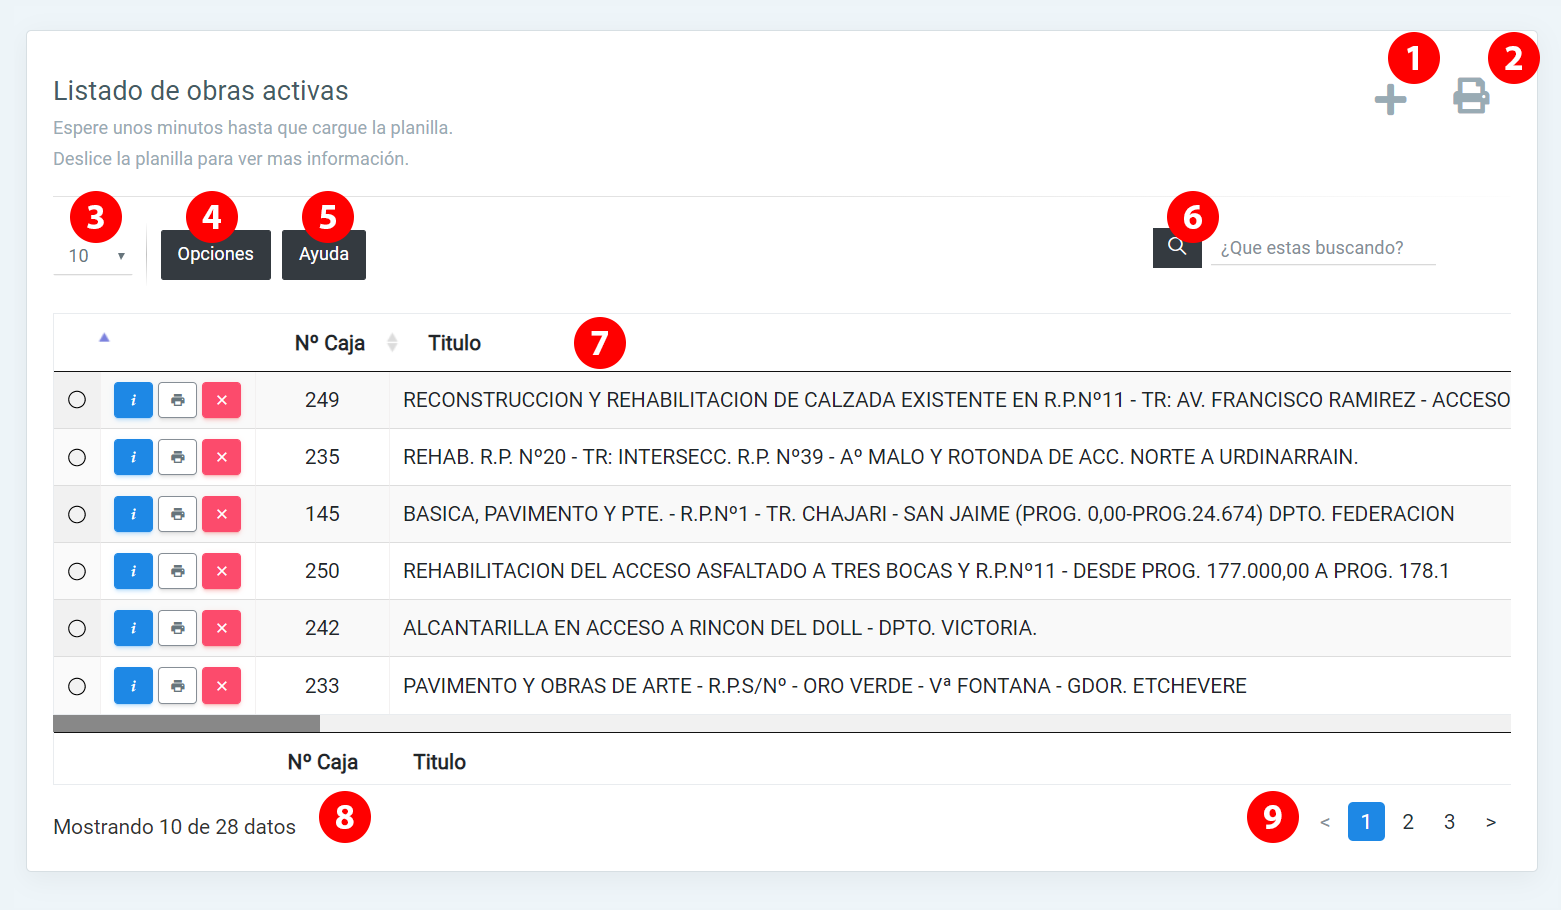 1
2
Listado de obras activas
Espere unos minutos hasta que cargue la planilla.
Deslice la planilla para ver mas información.
3
4
5
6
10
Opciones
Ayuda
¿Que estas buscando?
Nº Caja
Titulo
7
249 RECONSTRUCCION Y REHABILITACION DE CALZADA EXISTENTE EN R.P.Nº11 - TR: AV. FRANCISCO RAMIREZ - ACCESO
235 REHAB. R.P. Nº20 - TR: INTERSECC. R.P. Nº39 - Aº MALO Y ROTONDA DE ACC. NORTE A URDINARRAIN.
145 BASICA, PAVIMENTO Y PTE. - R.P.Nº1 - TR. CHAJARI - SAN JAIME (PROG. 0,00-PROG.24.674) DPTO. FEDERACION
250 REHABILITACION DEL ACCESO ASFALTADO A TRES BOCAS Y R.P.Nº11 - DESDE PROG. 177.000,00 A PROG. 178.1
242 ALCANTARILLA EN ACCESO A RINCON DEL DOLL - DPTO. VICTORIA.
233 PAVIMENTO Y OBRAS DE ARTE - R.P.S/Nº - ORO VERDE - Vª FONTANA - GDOR. ETCHEVERE
Nº Caja
Titulo
Mostrando 10 de 28 datos
8
9
< 1 2 3 >